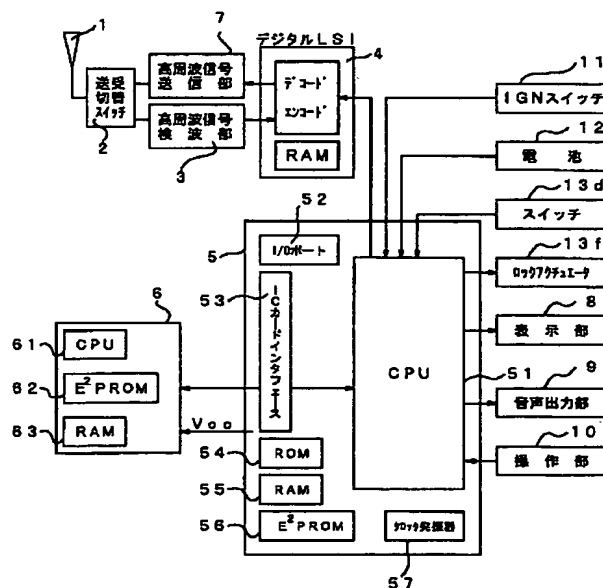 1
7
デジタルLSI
4
送受
切替
スイッチ
2
高周波信号
送信部
高周波信号
検波部
3
デコード
エンコード
RAM
11
IGNスイッチ
12
電池
13d
スイッチ
13f
ロックアクチュエータ
8
表示部
9
音声出力部
10
操作部
5
52
I/Oポート
53
ICカードインタフェース
CPU
51
6
61
CPU
62
E²PROM
63
RAM
VDD
54
ROM
55
RAM
56
E²PROM
クロック発振器
57